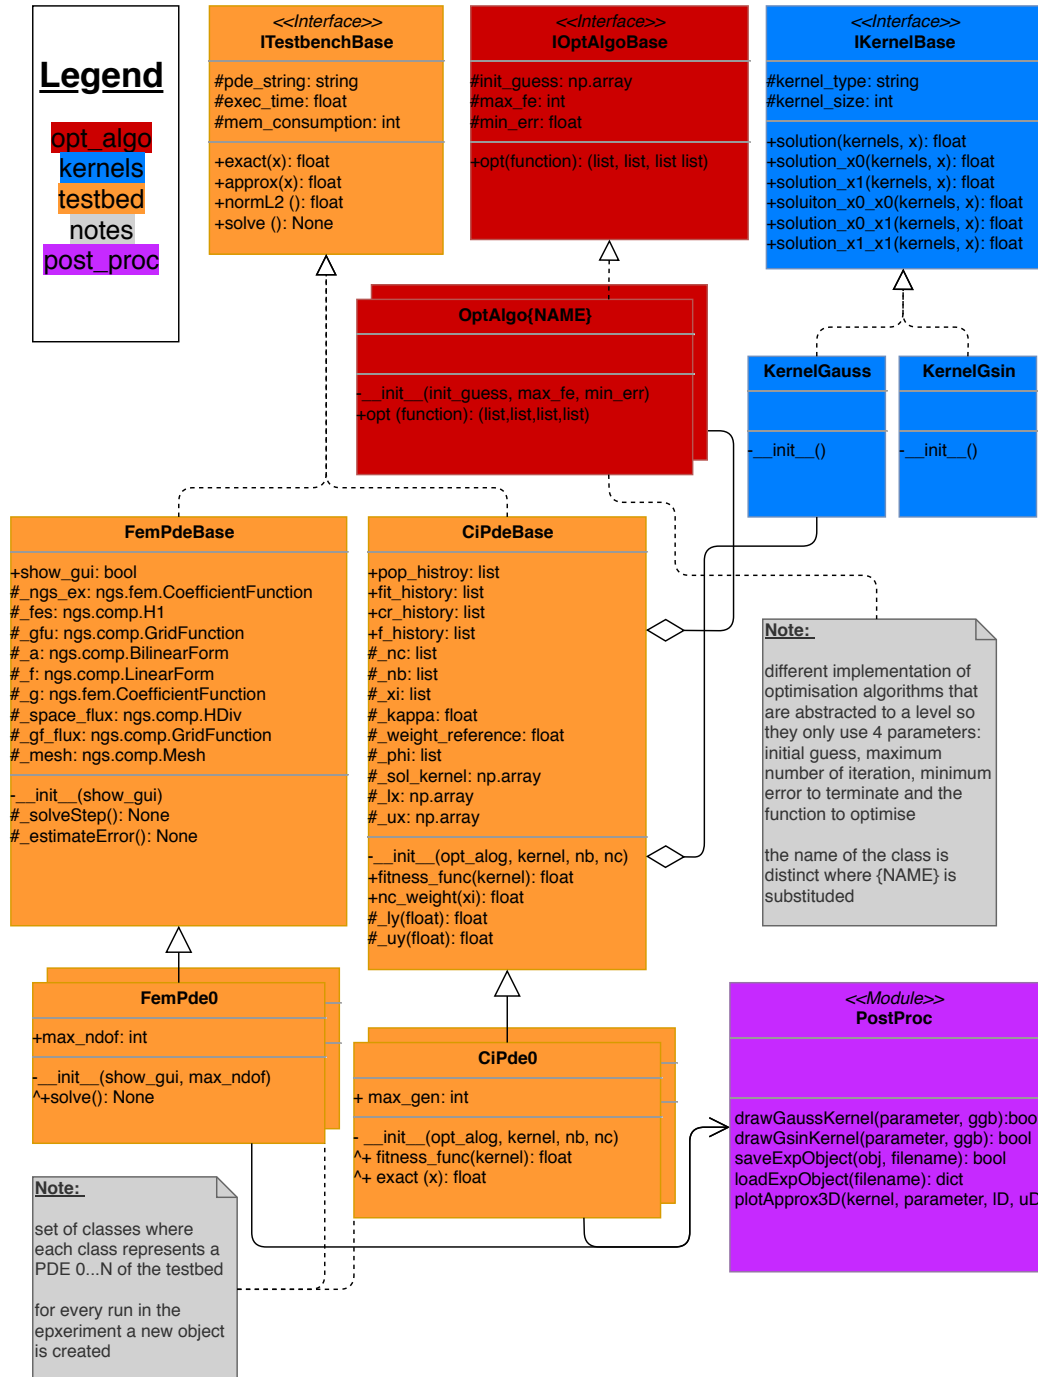 Legend
opt_algo
kernels
testbed
notes
post_proc
<<Interface>>
ITestbenchBase
#pde_string: string
#exec_time: float
#mem_consumption: int
+exact(x): float
+approx(x): float
+normL2 (): float
+solve (): None
<<Interface>>
IOptAlgoBase
#init_guess: np.array
#max_fe: int
#min_err: float
+opt(function): (list, list, list list)
<<Interface>>
IKernelBase
#kernel_type: string
#kernel_size: int
+solution(kernels, x): float
+solution_x0(kernels, x): float
+solution_x1(kernels, x): float
+soluiton_x0_x0(kernels, x): float
+solution_x0_x1(kernels, x): float
+solution_x1_x1(kernels, x): float
OptAlgo{NAME}
-__init__(init_guess, max_fe, min_err)
+opt (function): (list,list,list,list)
KernelGauss
-__init__()
KernelGsin
-__init__()
FemPdeBase
+show_gui: bool
#_ngs_ex: ngs.fem.CoefficientFunction
#_fes: ngs.comp.H1
#_gfu: ngs.comp.GridFunction
#_a: ngs.comp.BilinearForm
#_f: ngs.comp.LinearForm
#_g: ngs.fem.CoefficientFunction
#_space_flux: ngs.comp.HDiv
#_gf_flux: ngs.comp.GridFunction
#_mesh: ngs.comp.Mesh
-__init__(show_gui)
#_solveStep(): None
#_estimateError(): None
CiPdeBase
+pop_histroy: list
+fit_history: list
+cr_history: list
+f_history: list
#_nc: list
#_nb: list
#_xi: list
#_kappa: float
#_weight_reference: float
#_phi: list
#_sol_kernel: np.array
#_lx: np.array
#_ux: np.array
-__init__(opt_alog, kernel, nb, nc)
+fitness_func(kernel): float
+nc_weight(xi): float
#_ly(float): float
#_uy(float): float
Note:
different implementation of
optimisation algorithms that
are abstracted to a level so
they only use 4 parameters:
initial guess, maximum
number of iteration, minimum
error to terminate and the
function to optimise
the name of the class is
distinct where {NAME} is
substituded
FemPde0
+max_ndof: int
-__init__(show_gui, max_ndof)
^+solve(): None
CiPde0
+ max_gen: int
- __init__(opt_alog, kernel, nb, nc)
^+ fitness_func(kernel): float
^+ exact (x): float
<<Module>>
PostProc
drawGaussKernel(parameter, ggb):boo
drawGsinKernel(parameter, ggb): bool
saveExpObject(obj, filename): bool
loadExpObject(filename): dict
plotApprox3D(kernel, parameter, ID, uD
Note:
set of classes where
each class represents a
PDE 0...N of the testbed
for every run in the
epxeriment a new object
is created